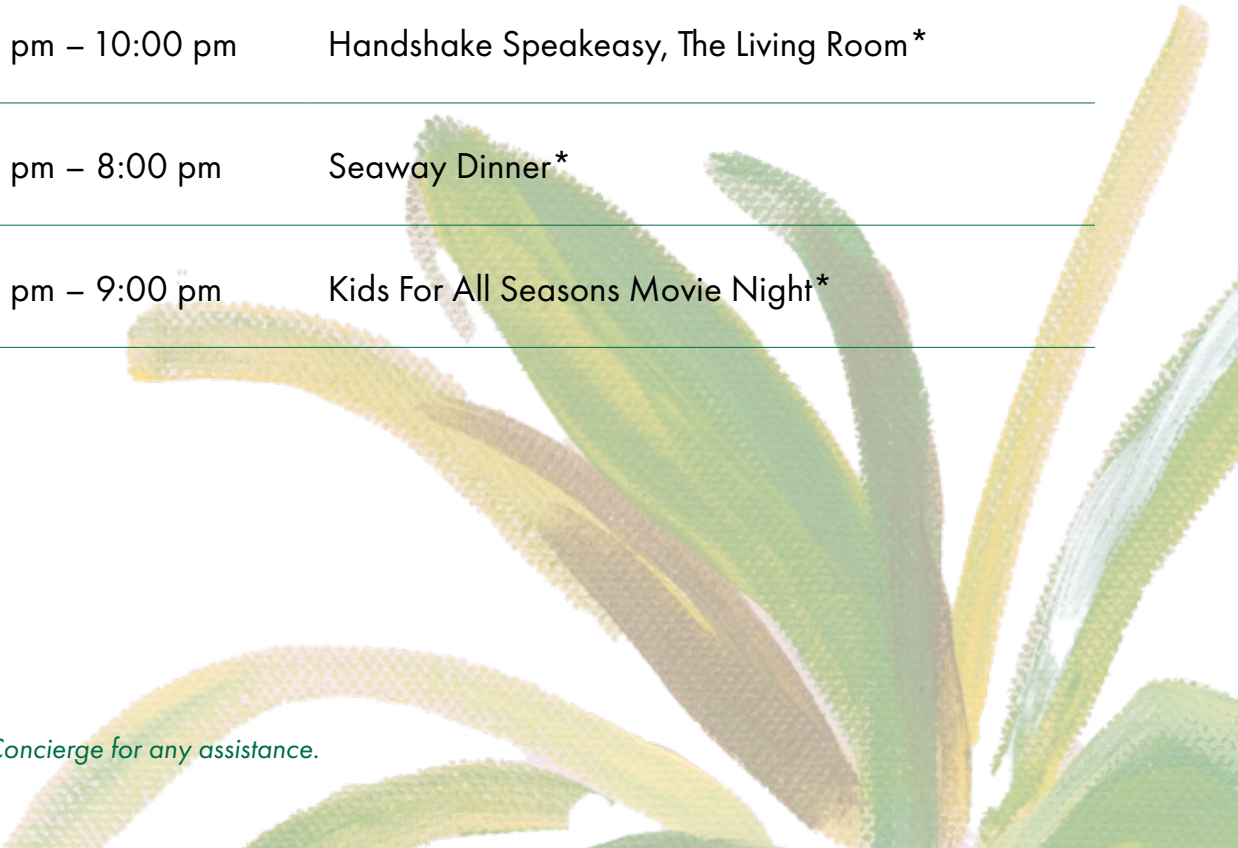 pm – 10:00 pm Handshake Speakeasy, The Living Room*
pm – 8:00 pm Seaway Dinner*
pm – 9:00 pm Kids For All Seasons Movie Night*
Concierge for any assistance.